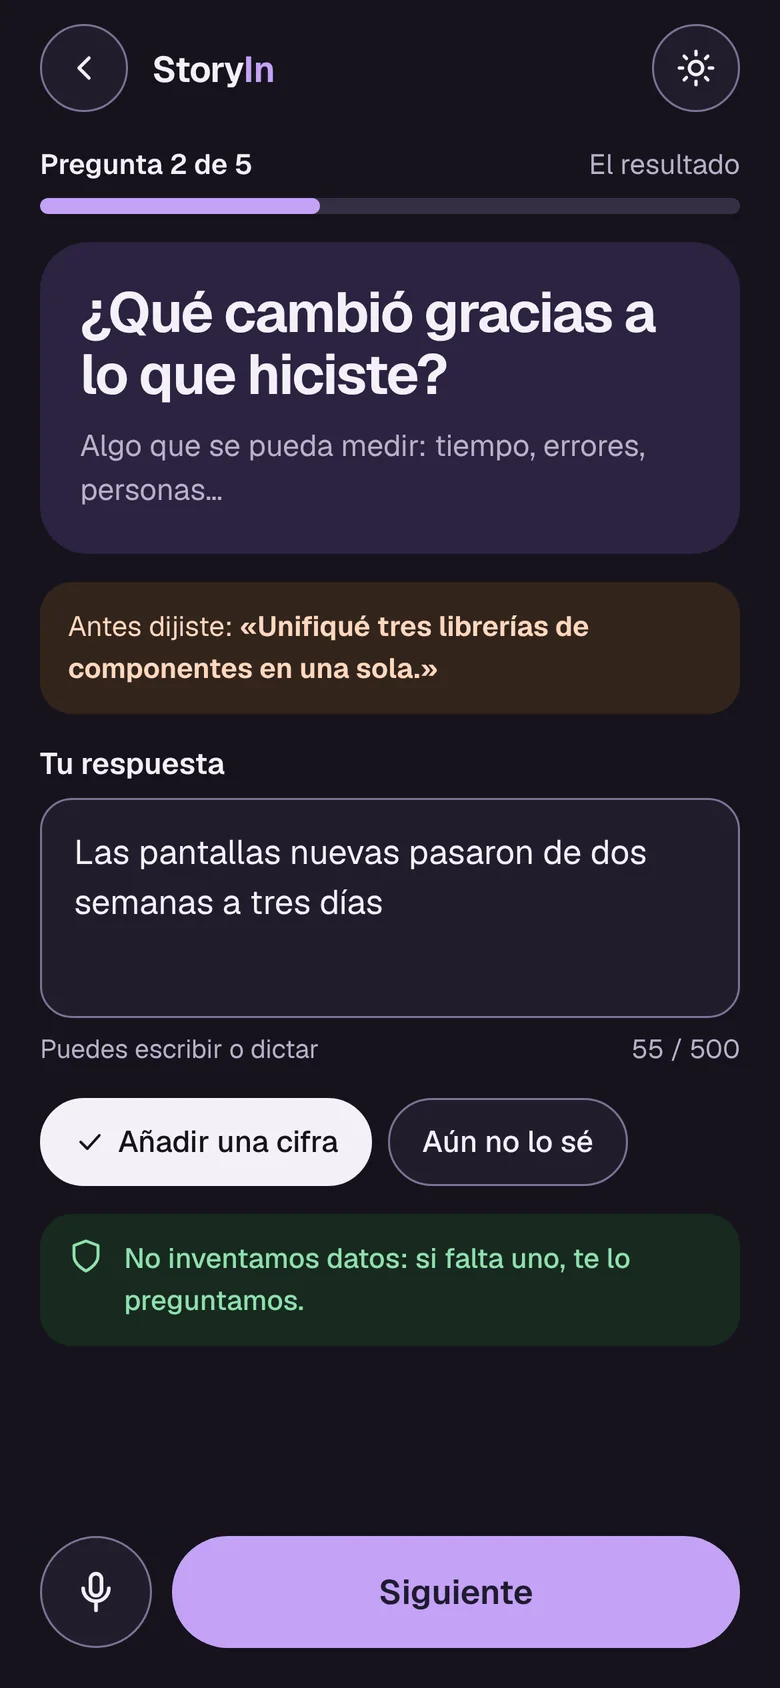 StoryIn
Pregunta 2 de 5
El resultado
¿Qué cambió gracias a
lo que hiciste?
Algo que se pueda medir: tiempo, errores,
personas...
Antes dijiste: «Unifiqué tres librerías de
componentes en una sola.»
Tu respuesta
Las pantallas nuevas pasaron de dos
semanas a tres días
Puedes escribir o dictar
55 / 500
Añadir una cifra
Aún no lo sé
No inventamos datos: si falta uno, te lo
preguntamos.
Siguiente